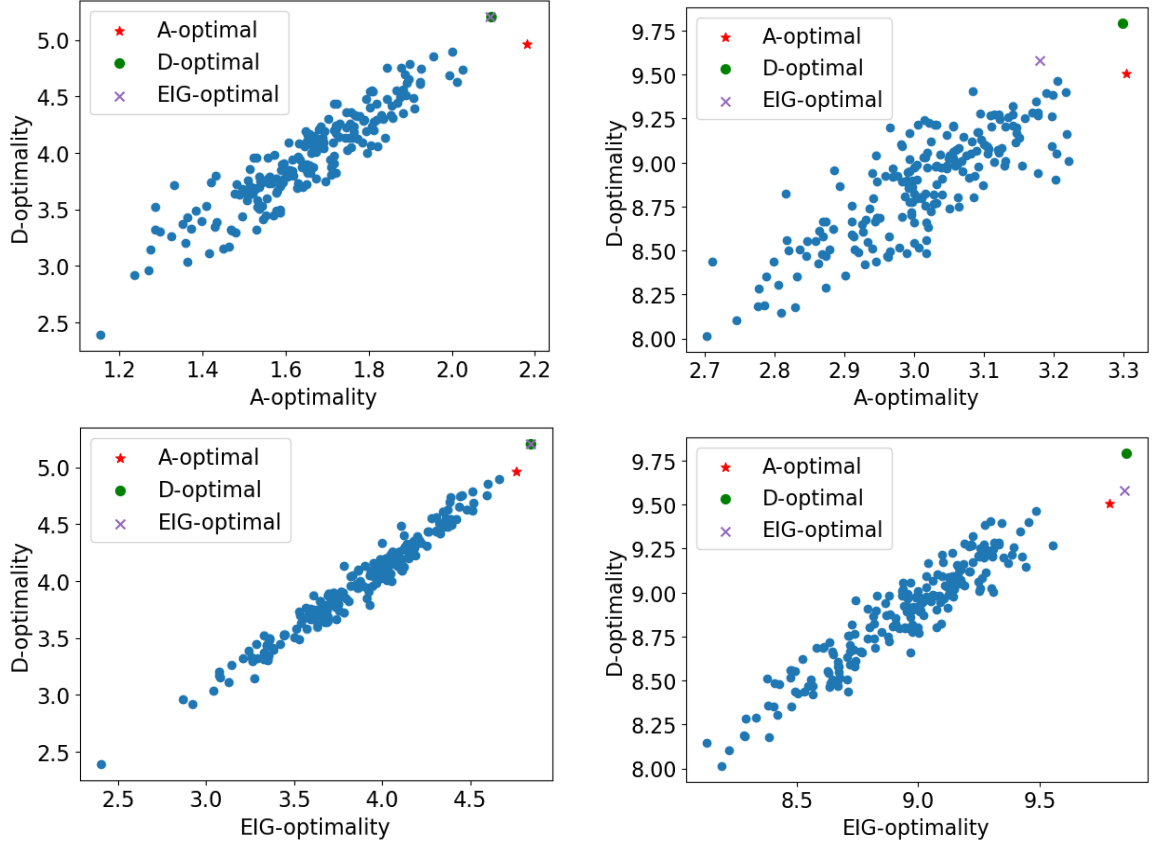 A-optimal
D-optimal
EIG-optimal
5.0
4.5
4.0
3.5
3.0
2.5
D-optimality
1.2 1.4 1.6 1.8 2.0 2.2
A-optimality
A-optimal
D-optimal
EIG-optimal
9.75
9.50
9.25
9.00
8.75
8.50
8.25
8.00
D-optimality
2.7 2.8 2.9 3.0 3.1 3.2 3.3
A-optimality
A-optimal
D-optimal
EIG-optimal
5.0
4.5
4.0
3.5
3.0
2.5
D-optimality
2.5 3.0 3.5 4.0 4.5
EIG-optimality
A-optimal
D-optimal
EIG-optimal
9.75
9.50
9.25
9.00
8.75
8.50
8.25
8.00
D-optimality
8.5 9.0 9.5
EIG-optimality